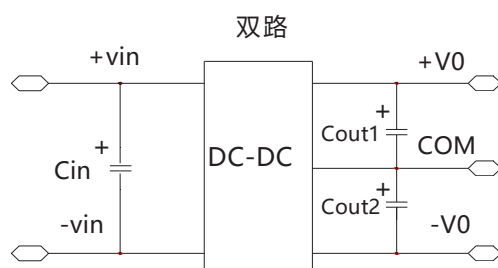 双路
+vin
+V0
+
Cout1
+
Cin
DC-DC
COM
+
Cout2
-vin
-V0